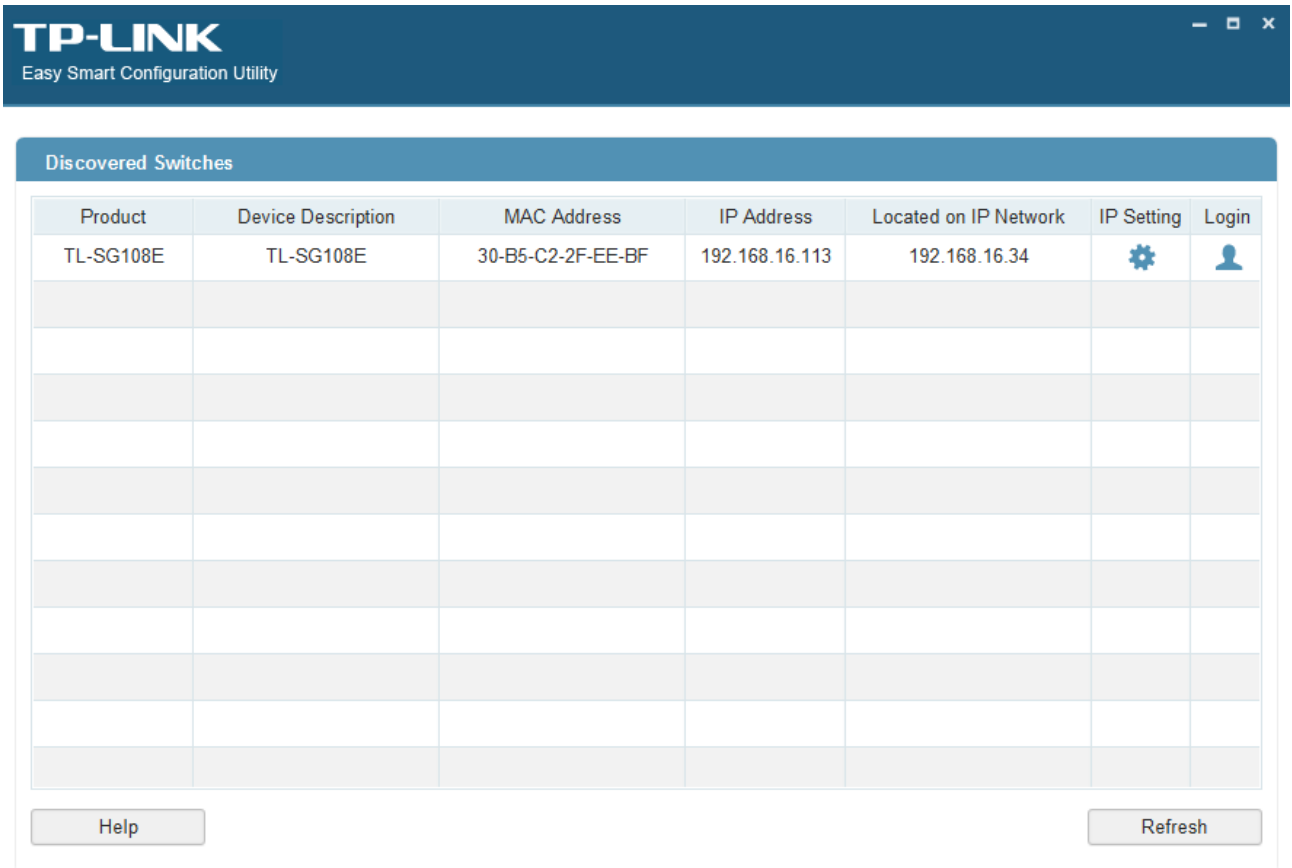 TP-LINK
Easy Smart Configuration Utility
Discovered Switches
Product Device Description MAC Address IP Address Located on IP Network IP Setting Login
TL-SG108E TL-SG108E 30-B5-C2-2F-EE-BF 192.168.16.113 192.168.16.34
Help Refresh